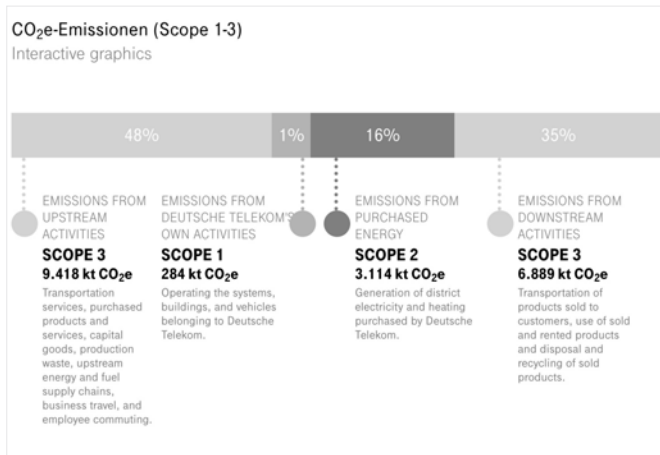 CO₂e-Emissionen (Scope 1-3)
Interactive graphics
48%
1%
16%
35%
EMISSIONS FROM
UPSTREAM
ACTIVITIES
SCOPE 3
9.418 kt CO₂e
Transportation
services, purchased
products and
services, capital
goods, production
waste, upstream
energy and fuel
supply chains,
business travel, and
employee commuting.
EMISSIONS FROM
DEUTSCHE TELEKOM'S
OWN ACTIVITIES
SCOPE 1
284 kt CO₂e
Operating the systems,
buildings, and vehicles
belonging to Deutsche
Telekom.
EMISSIONS FROM
PURCHASED
ENERGY
SCOPE 2
3.114 kt CO₂e
Generation of district
electricity and heating
purchased by Deutsche
Telekom.
EMISSIONS FROM
DOWNSTREAM
ACTIVITIES
SCOPE 3
6.889 kt CO₂e
Transportation of
products sold to
customers, use of sold
and rented products
and disposal and
recycling of sold
products.